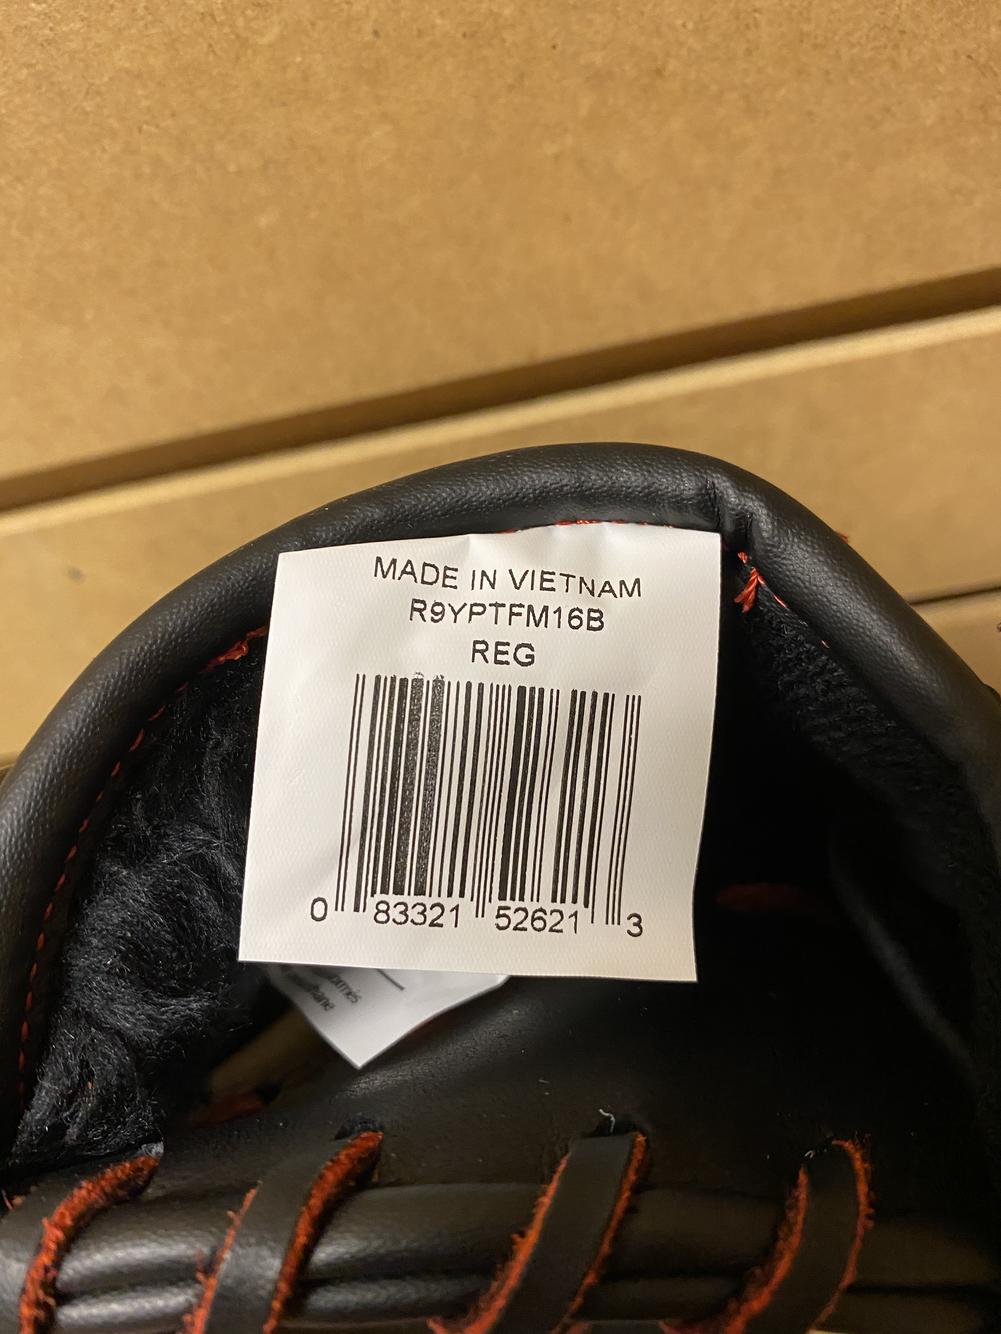 MADE IN VIETNAM
R9YPTFM16B
REG
0 83321 52621 3